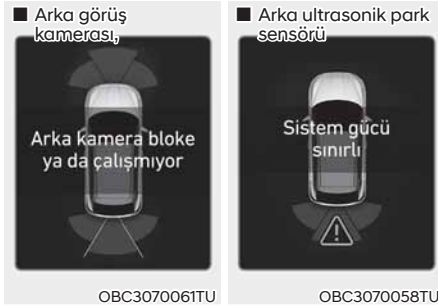 ■ Arka görüş
kamerası,
Arka kamera bloke
ya da çalışmıyor
OBC3070061TU
■ Arka ultrasonik park
sensörü
Sistem gücü
sınırlı
OBC3070058TU